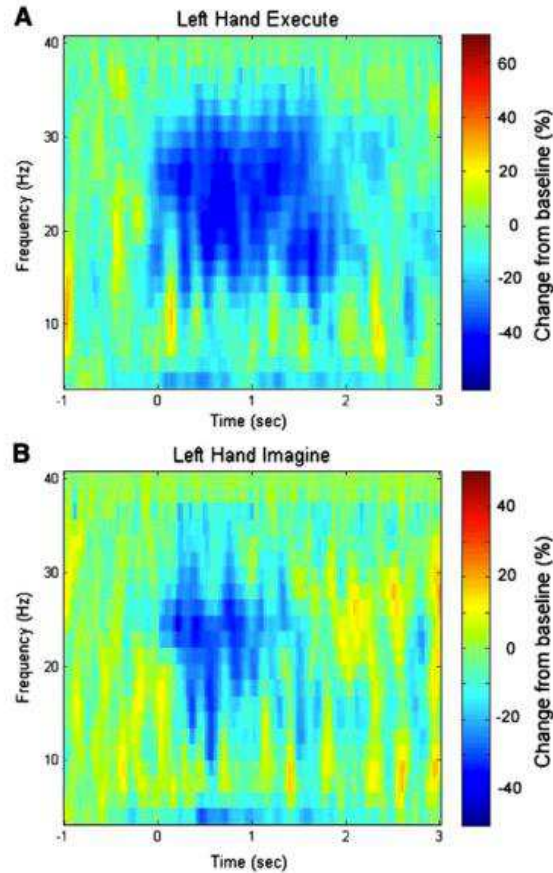 A
Left Hand Execute
40
30
20
10
Frequency (Hz)
-1
0
1
2
3
Time (sec)
60
40
20
0
-20
-40
Change from baseline (%)
B
Left Hand Imagine
40
30
20
10
Frequency (Hz)
-1
0
1
2
3
Time (sec)
40
20
0
-20
-40
Change from baseline (%)